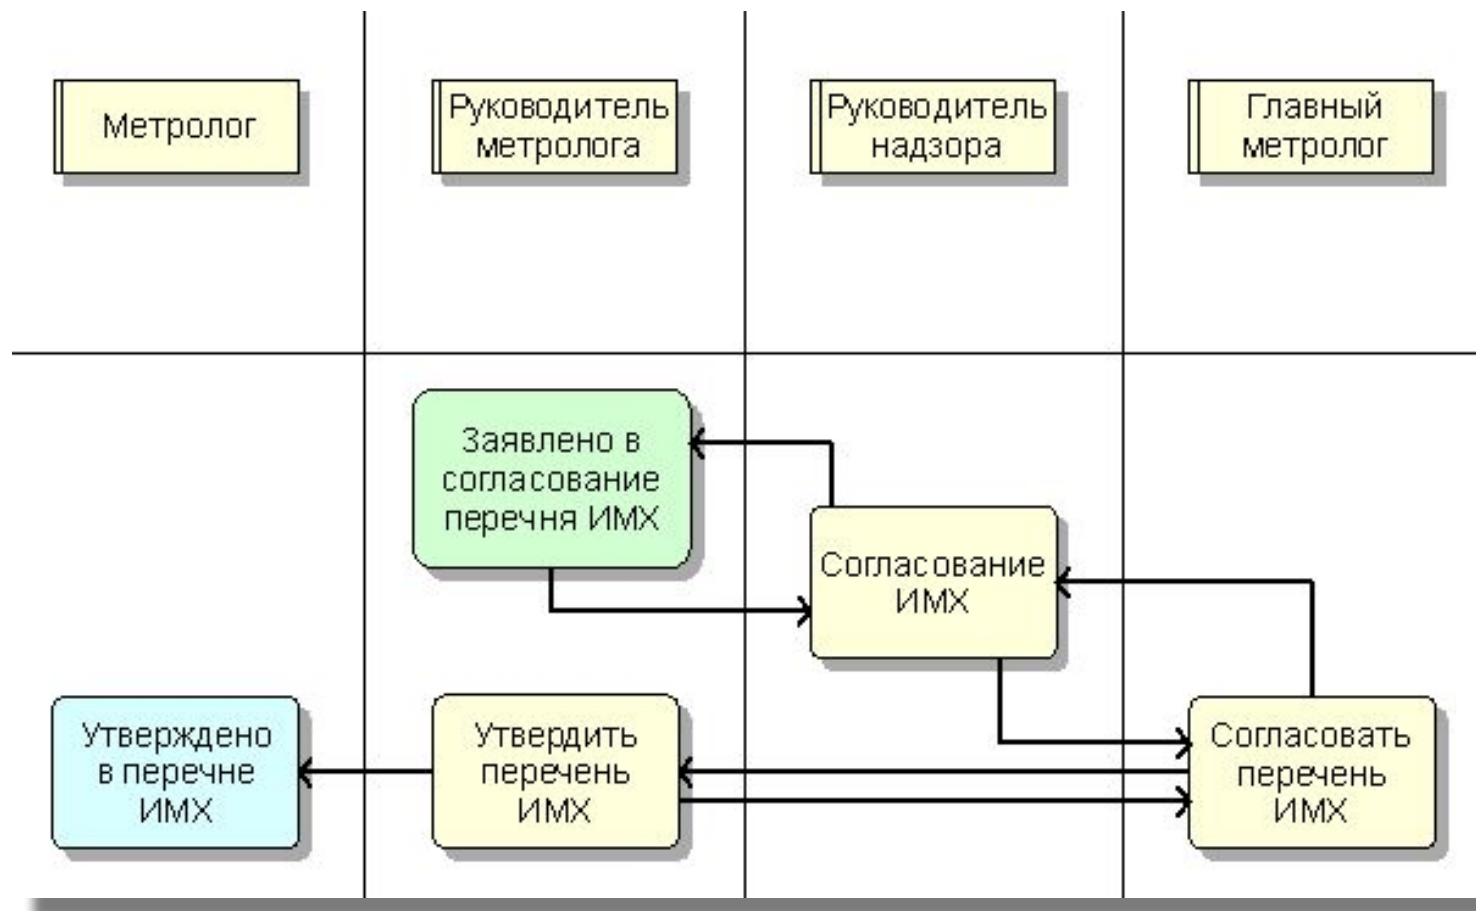 Метролог
Руководитель
метролога
Руководитель
надзора
Главный
метролог
Заявлено в
согласование
перечня ИМХ
Согласование
ИМХ
Утверждено
в перечне
ИМХ
Утвердить
перечень
ИМХ
Согласовать
перечень
ИМХ